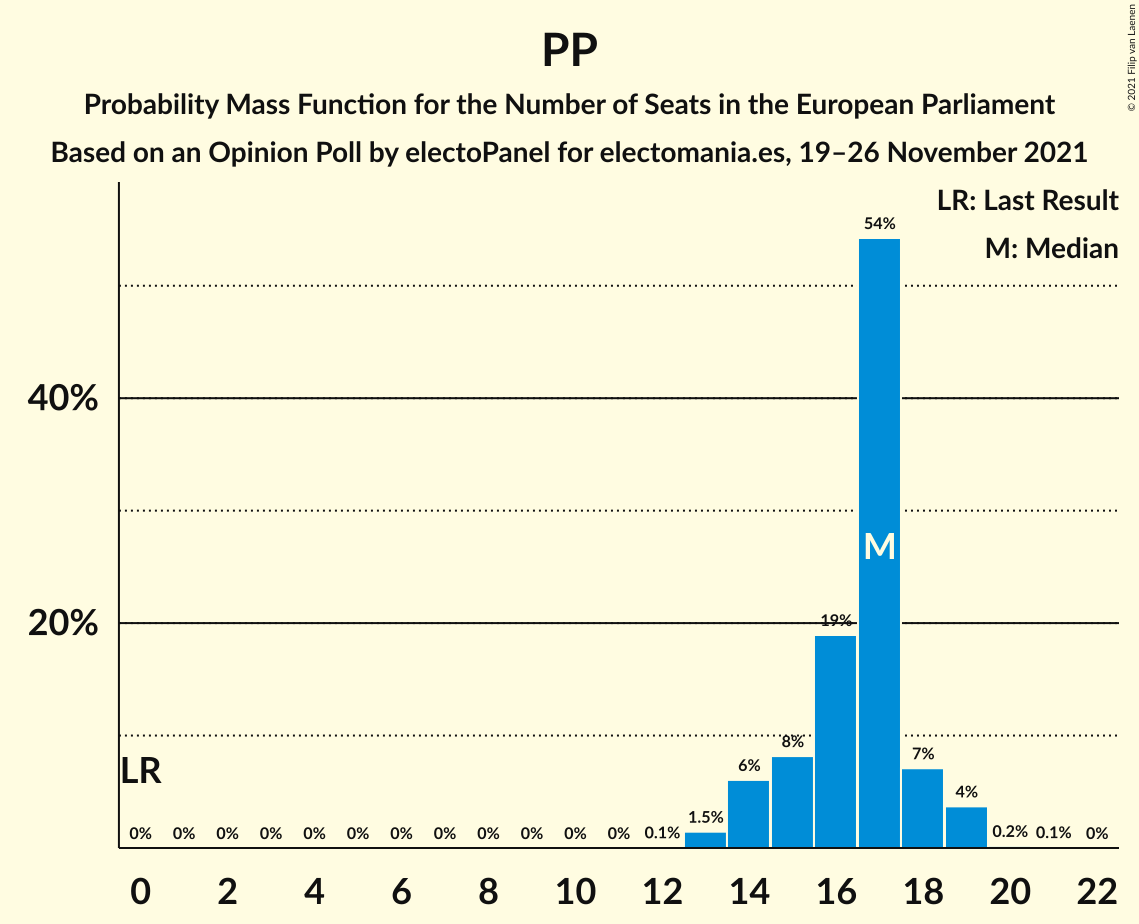 PP
Probability Mass Function for the Number of Seats in the European Parliament
Based on an Opinion Poll by electoPanel for electomania.es, 19–26 November 2021
© 2021 Filip van Laenen
LR: Last Result
M: Median
54%
40%
M
20%
19%
8%
6%
7%
4%
LR
1.5%
0% 0% 0% 0% 0% 0% 0% 0% 0% 0% 0% 0% 0.1% 0.2% 0.1% 0%
0 2 4 6 8 10 12 14 16 18 20 22